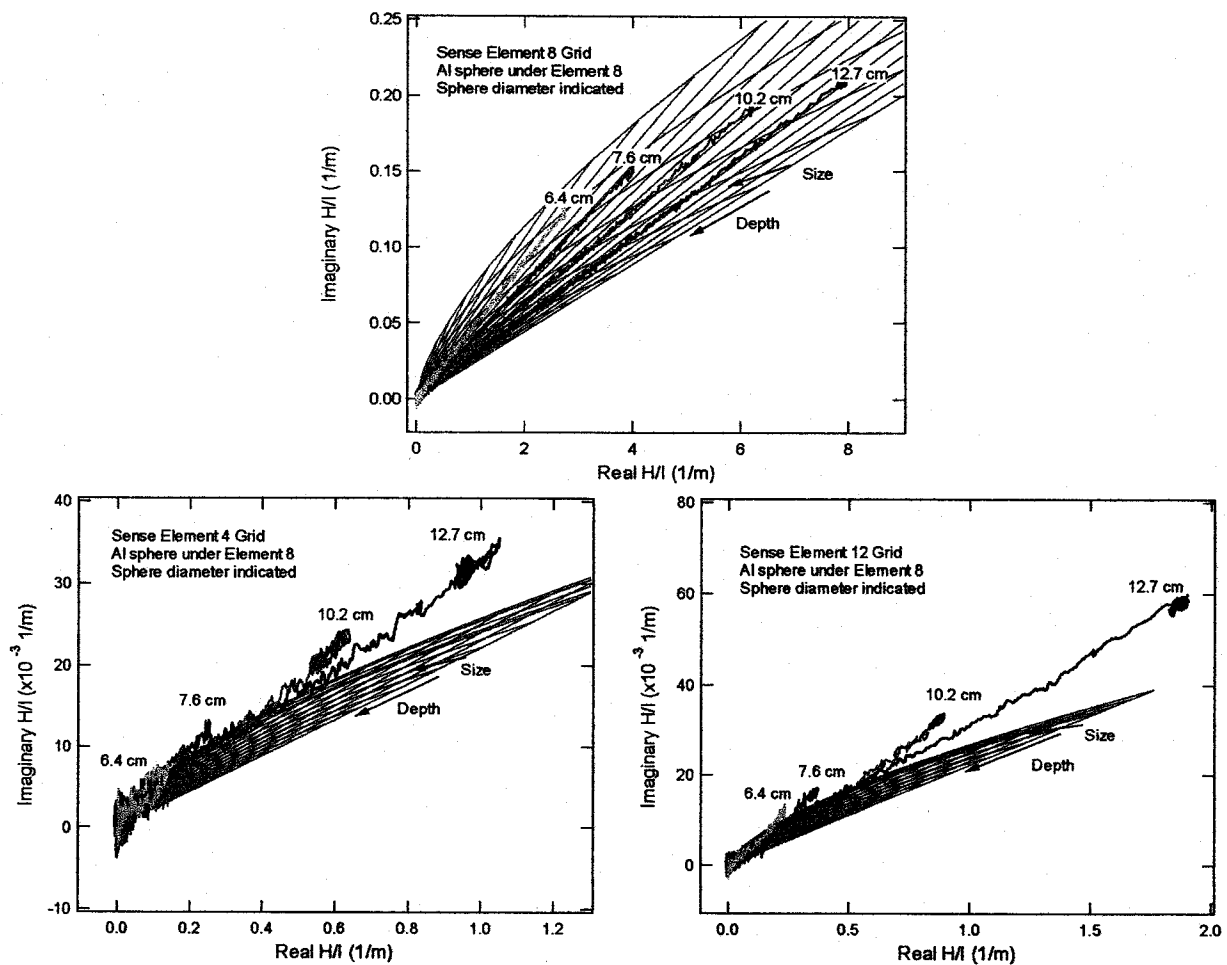 Sense Element 8 Grid
Al sphere under Element 8
Sphere diameter indicated
12.7 cm
10.2 cm
7.6 cm
6.4 cm
Size
Depth
0.25
0.20
0.15
0.10
0.05
0.00
Imaginary H/I (1/m)
0
2
4
6
8
Real H/I (1/m)
Sense Element 4 Grid
Al sphere under Element 8
Sphere diameter indicated
12.7 cm
10.2 cm
7.6 cm
6.4 cm
Size
Depth
40
30
20
10
0
-10
Imaginary H/I (x10⁻³ 1/m)
0.0
0.2
0.4
0.6
0.8
1.0
1.2
Real H/I (1/m)
Sense Element 12 Grid
Al sphere under Element 8
Sphere diameter indicated
12.7 cm
10.2 cm
7.6 cm
6.4 cm
Size
Depth
80
60
40
20
0
Imaginary H/I (x10⁻³ 1/m)
0.0
0.5
1.0
1.5
2.0
Real H/I (1/m)